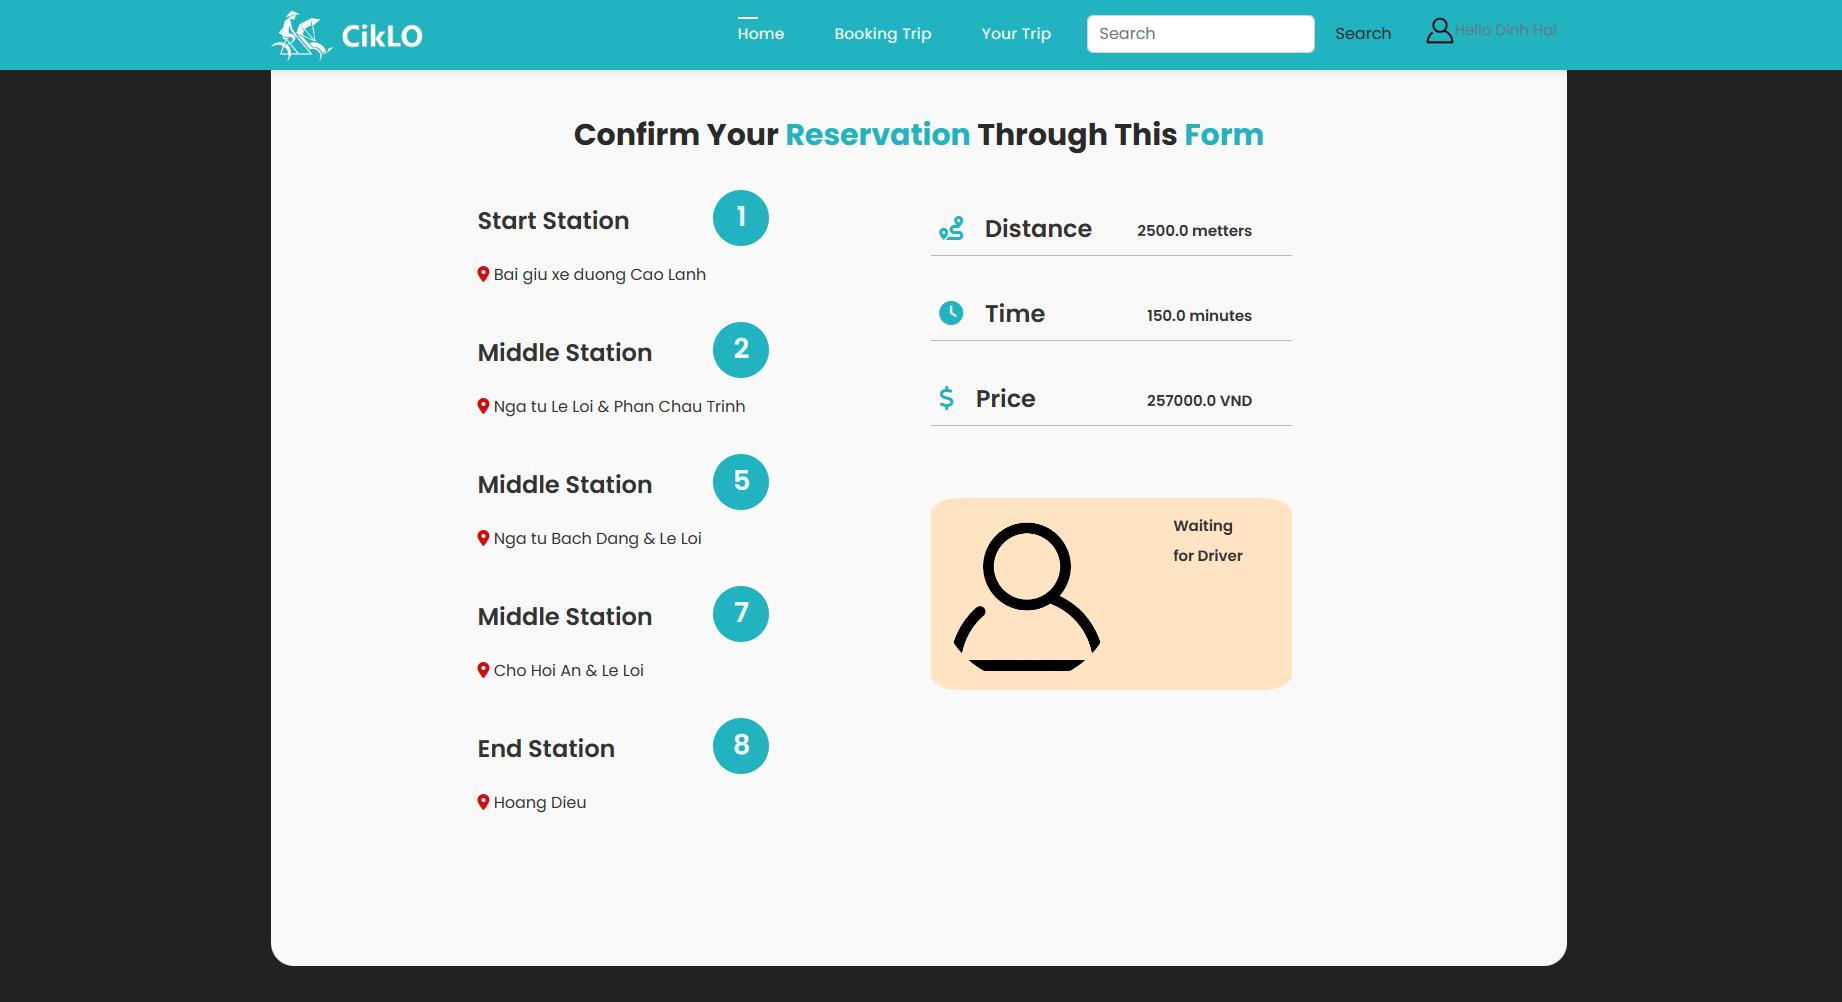 CikLO
Home
Booking Trip
Your Trip
Search
Search
Hello Dinh Hai
Confirm Your Reservation Through This Form
Start Station
1
Bai giu xe duong Cao Lanh
Middle Station
2
Nga tu Le Loi & Phan Chau Trinh
Middle Station
5
Nga tu Bach Dang & Le Loi
Middle Station
7
Cho Hoi An & Le Loi
End Station
8
Hoang Dieu
Distance
2500.0 metters
Time
150.0 minutes
$ Price
257000.0 VND
Waiting
for Driver